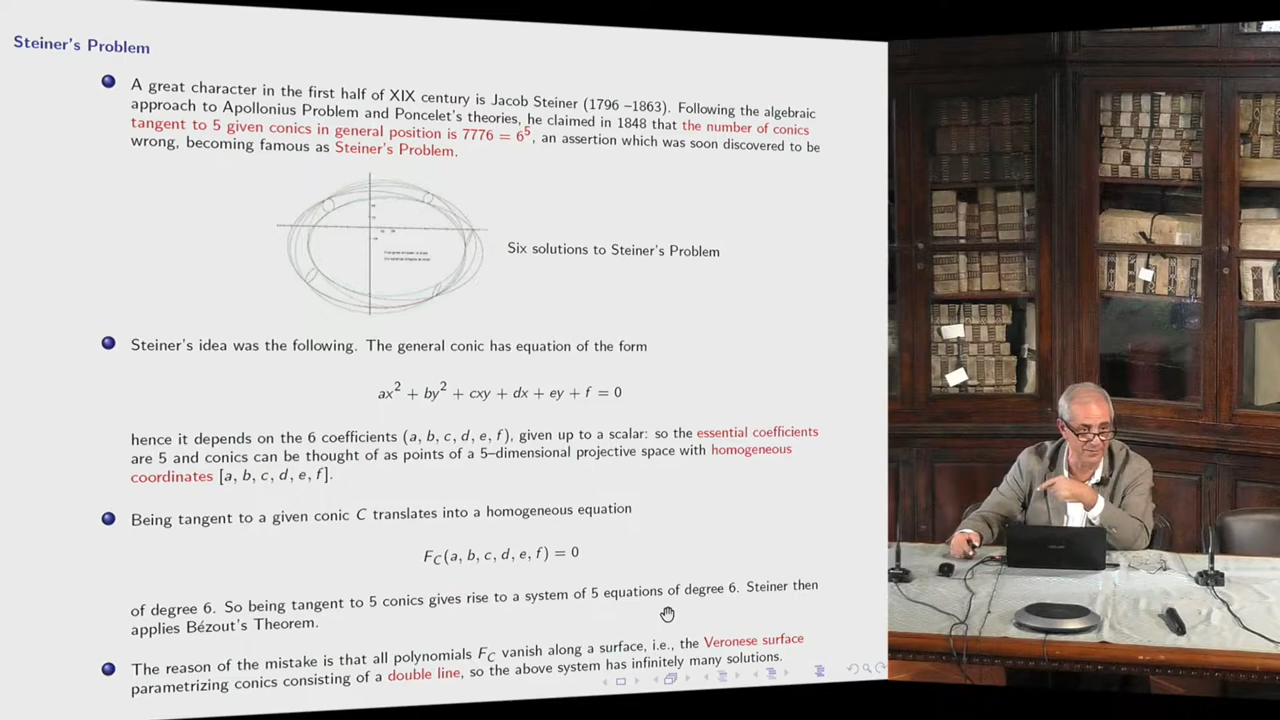 Steiner's Problem
A great character in the first half of XIX century is Jacob Steiner (1796 –1863). Following the algebraic
approach to Apollonius Problem and Poncelet's theories, he claimed in 1848 that the number of conics
tangent to 5 given conics in general position is 7776 = 6⁵, an assertion which was soon discovered to be
wrong, becoming famous as Steiner's Problem.
Six solutions to Steiner's Problem
Steiner's idea was the following. The general conic has equation of the form
ax² + by² + cxy + dx + ey + f = 0
hence it depends on the 6 coefficients (a, b, c, d, e, f), given up to a scalar: so the essential coefficients
are 5 and conics can be thought of as points of a 5–dimensional projective space with homogeneous
coordinates [a, b, c, d, e, f].
Being tangent to a given conic C translates into a homogeneous equation
F_C(a, b, c, d, e, f) = 0
of degree 6. So being tangent to 5 conics gives rise to a system of 5 equations of degree 6. Steiner then
applies Bézout's Theorem.
The reason of the mistake is that all polynomials F_C vanish along a surface, i.e., the Veronese surface
parametrizing conics consisting of a double line, so the above system has infinitely many solutions.